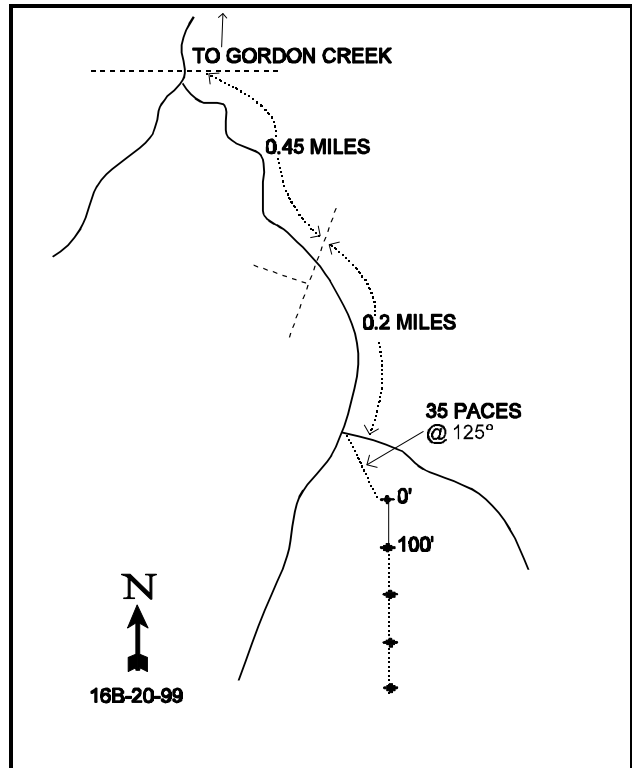 TO GORDON CREEK
0.45 MILES
0.2 MILES
35 PACES
@ 125º
0'
100'
N
16B-20-99